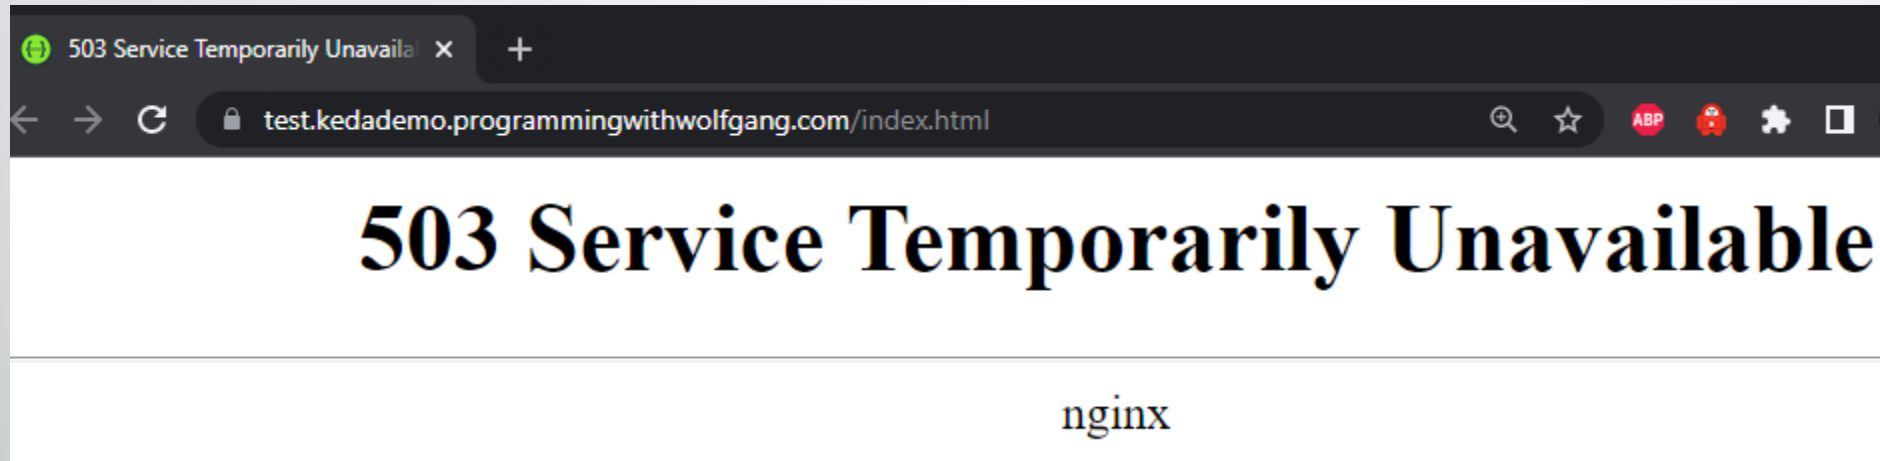 503 Service Temporarily Unavaila
test.kedademo.programmingwithwolfgang.com/index.html
ABP
503 Service Temporarily Unavailable
nginx